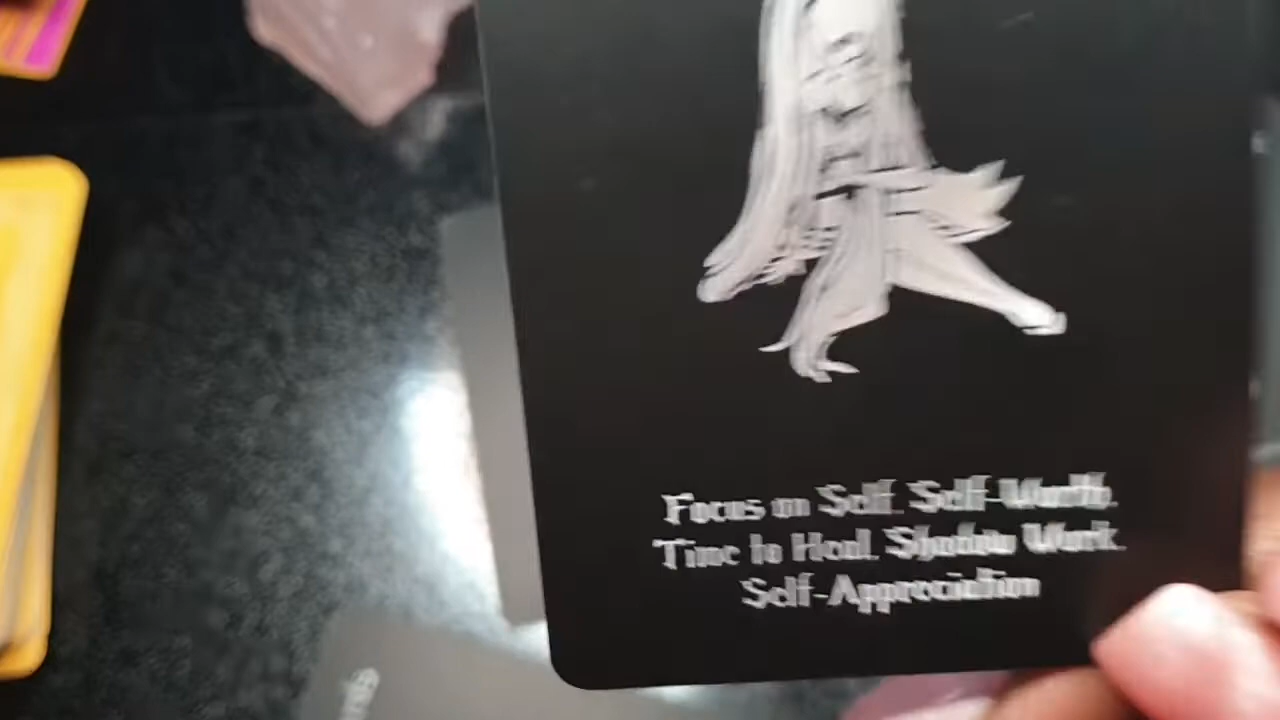 Focus on Self. Self-Worth.
Time to Heal. Shadow Work.
Self-Appreciation